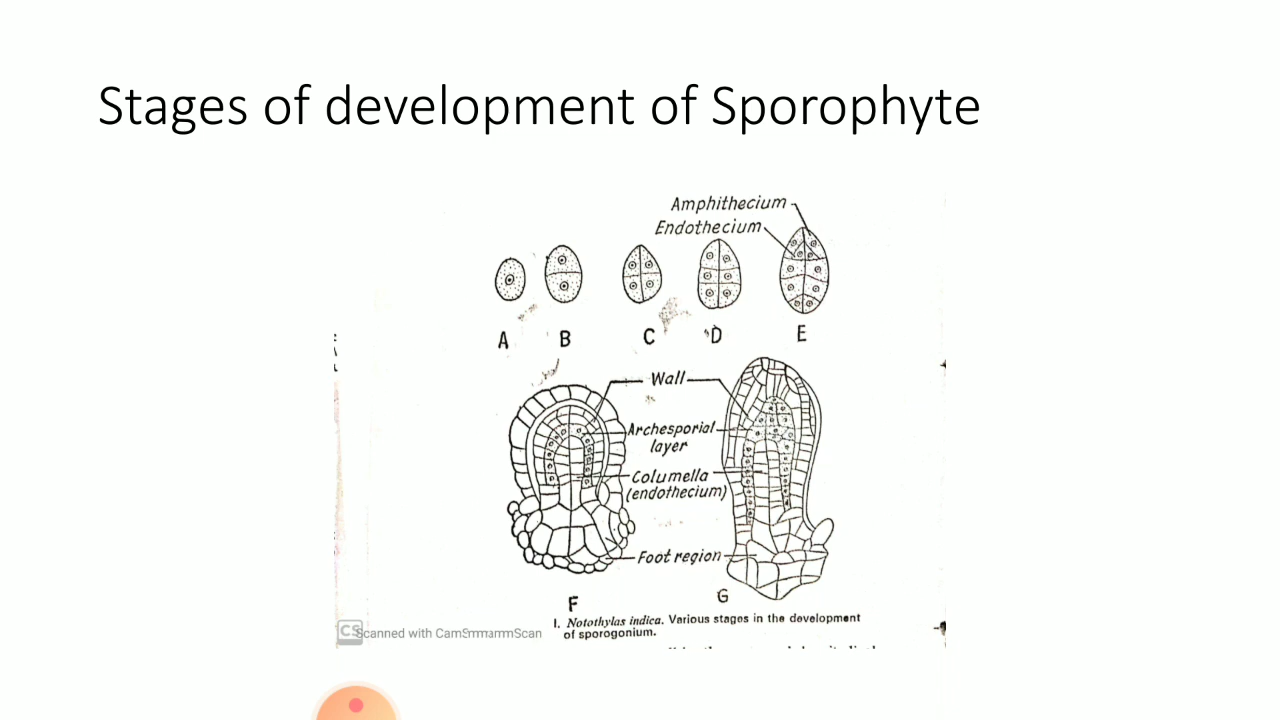 Stages of development of Sporophyte
Amphithecium
Endothecium
A B C D E
Wall
Archesporial
layer
Columella
(endothecium)
Foot region
F G
I. Notothylas indica. Various stages in the development
of sporogonium.
CS Scanned with